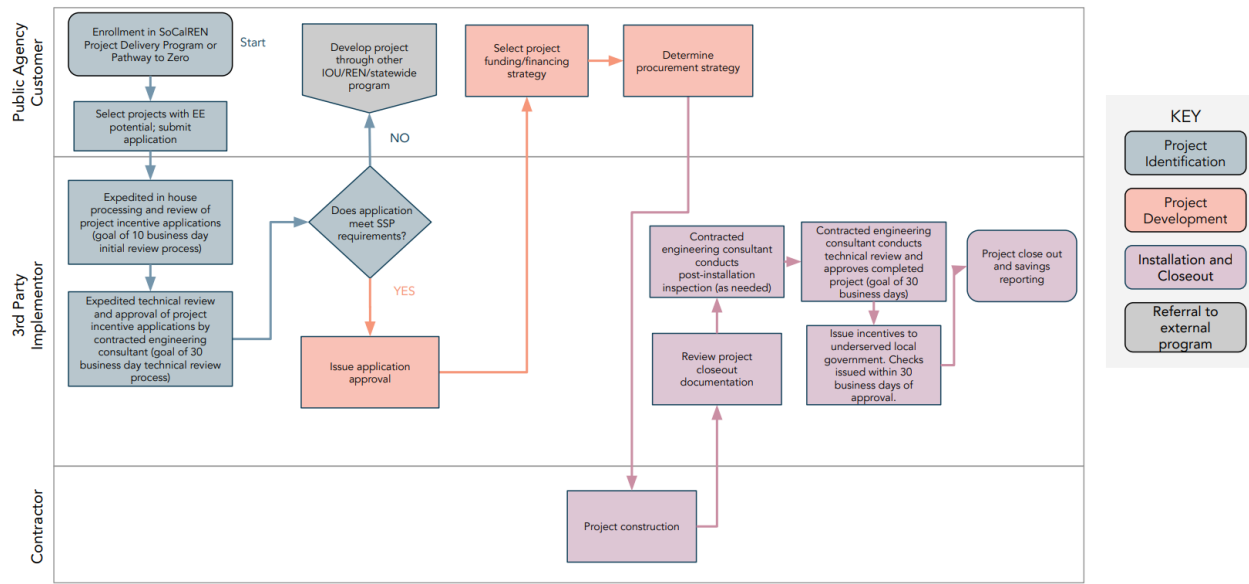 Public Agency
Customer
Enrollment in SoCalREN
Project Delivery Program or
Pathway to Zero
Start
Select projects with EE
potential; submit
application
Develop project
through other
IOU/REN/statewide
program
NO
Select project
funding/financing
strategy
Determine
procurement strategy
3rd Party
Implementor
Expedited in house
processing and review of
project incentive applications
(goal of 10 business day
initial review process)
Expedited technical review
and approval of project
incentive applications by
contracted engineering
consultant (goal of 30
business day technical review
process)
Does application
meet SSP
requirements?
YES
Issue application
approval
Contracted
engineering consultant
conducts
post-installation
inspection (as needed)
Review project
closeout
documentation
Contracted engineering
consultant conducts
technical review and
approves completed
project (goal of 30
business days)
Issue incentives to
underserved local
government. Checks
issued within 30
business days of
approval.
Project close out
and savings
reporting
Contractor
Project construction
KEY
Project
Identification
Project
Development
Installation and
Closeout
Referral to
external
program